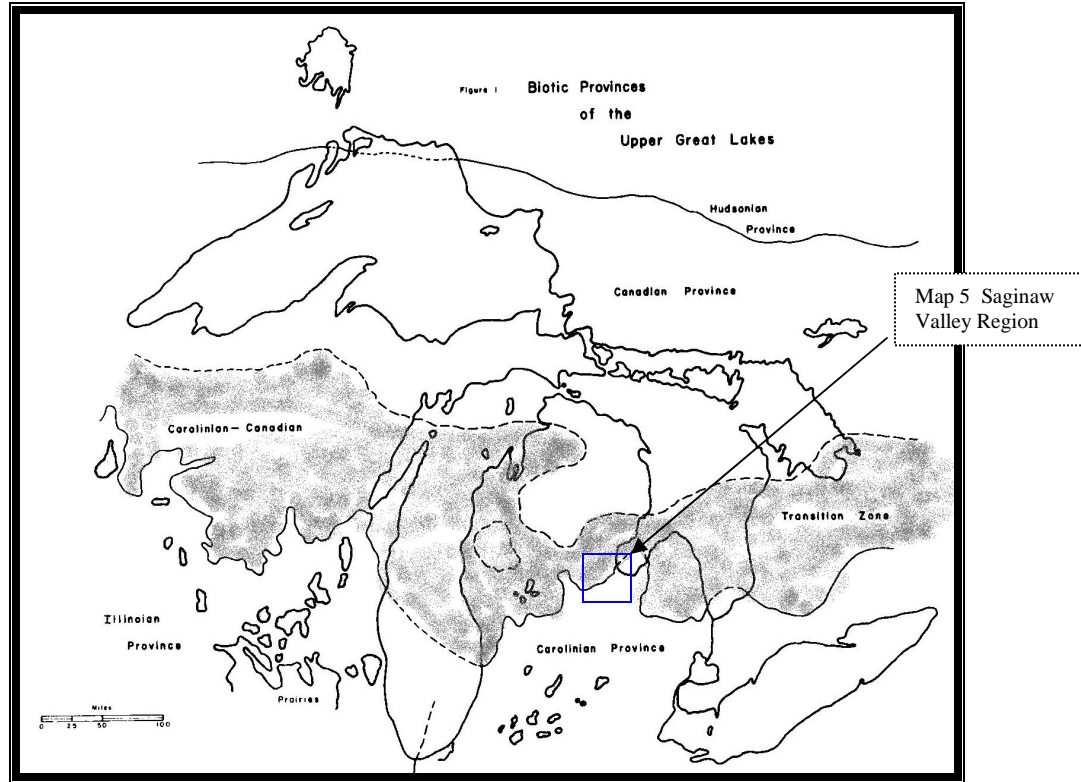 Figure 1 Biotic Provinces
of the
Upper Great Lakes
Hudsonian
Province
Canadian Province
Map 5 Saginaw
Valley Region
Carolinian-Canadian
Transition Zone
Illinoian
Province
Carolinian Province
Prairies
Miles
0 25 50 100